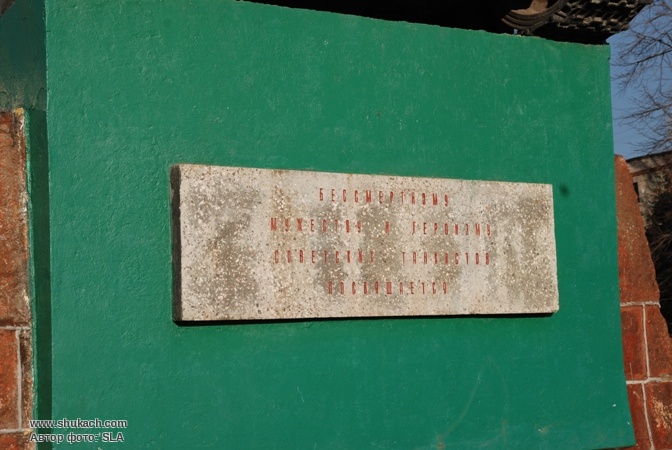 БЕССМЕРТНОМУ
МУЖЕСТВУ И ГЕРОИЗМУ
СОВЕТСКИХ ТАНКИСТОВ
ПОСВЯЩАЕТСЯ
www.shukach.com
Автор фото: SLA